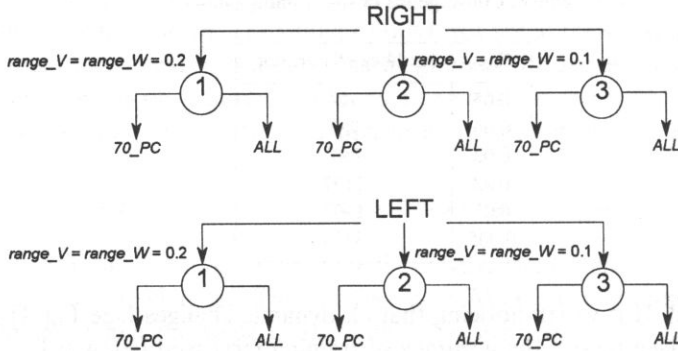 RIGHT
range_V = range_W = 0.2
range_V = range_W = 0.1
1
2
3
70_PC
ALL
70_PC
ALL
70_PC
ALL
LEFT
range_V = range_W = 0.2
range_V = range_W = 0.1
1
2
3
70_PC
ALL
70_PC
ALL
70_PC
ALL